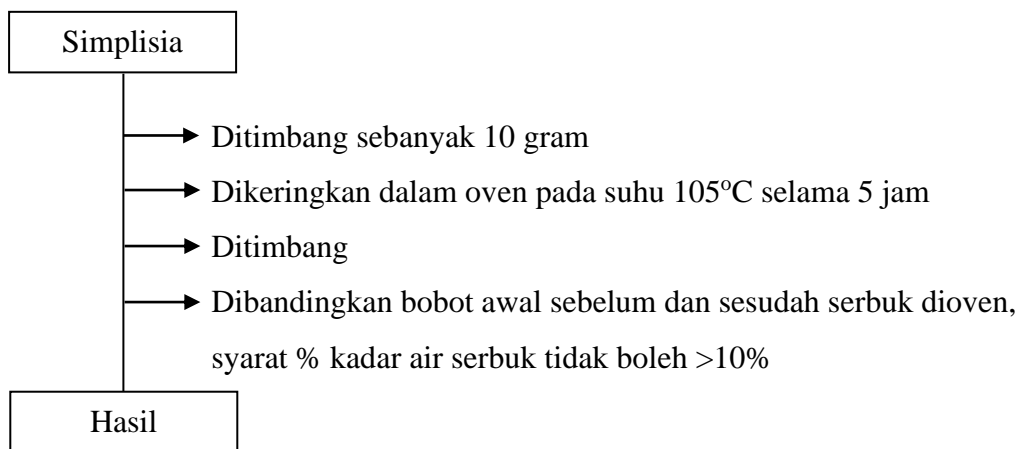 Simplisia
Ditimbang sebanyak 10 gram
Dikeringkan dalam oven pada suhu 105°C selama 5 jam
Ditimbang
Dibandingkan bobot awal sebelum dan sesudah serbuk dioven,
syarat % kadar air serbuk tidak boleh >10%
Hasil